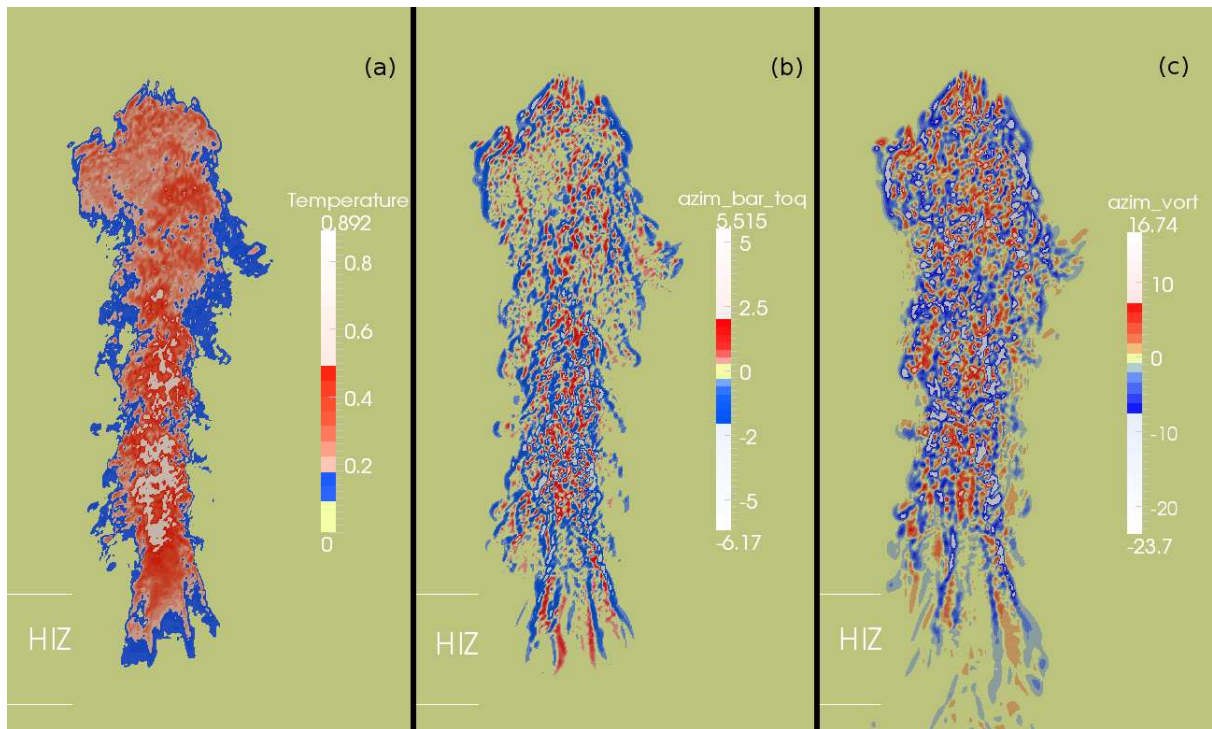 (a)
Temperature
0.892
0.8
0.6
0.4
0.2
0
HIZ
(b)
azim_bar_toq
5.515
5
2.5
0
-2
-5
-6.17
HIZ
(c)
azim_vort
16.74
10
0
-10
-20
-23.7
HIZ